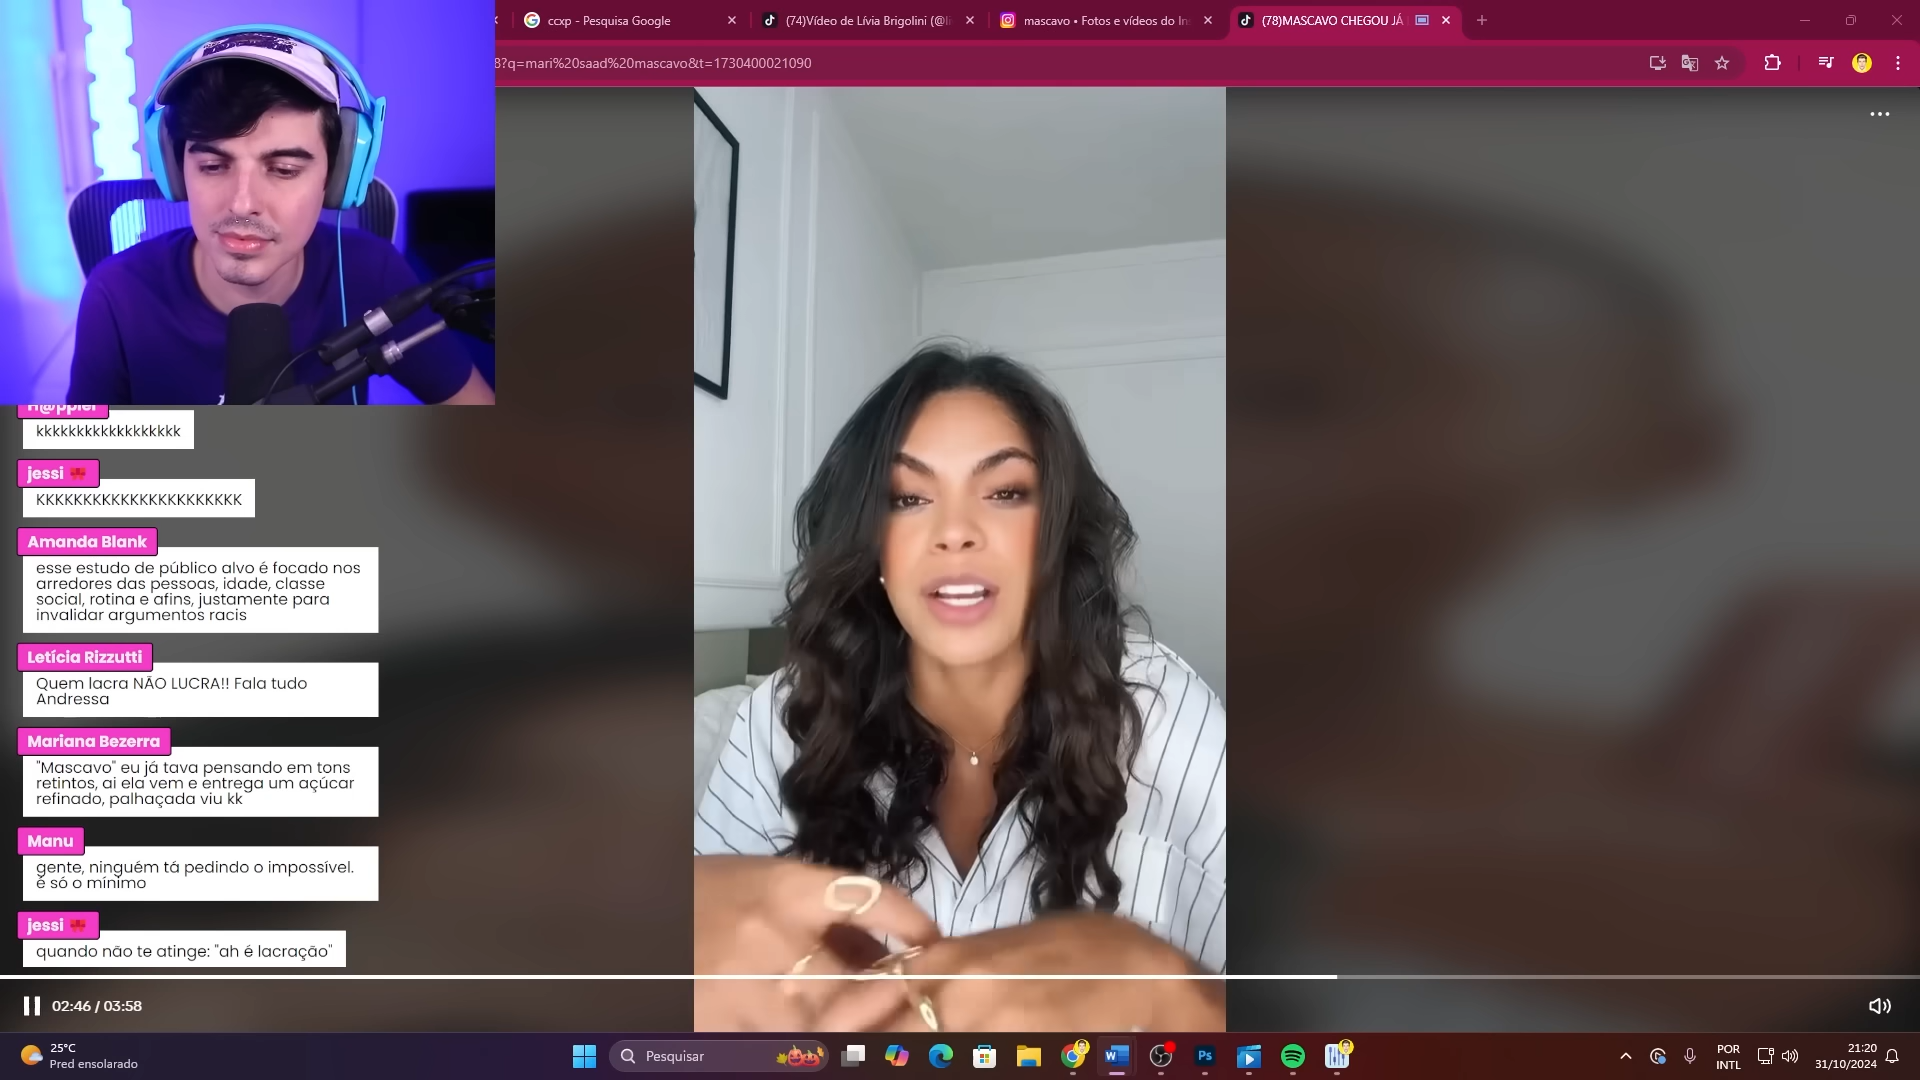 ccxp - Pesquisa Google
(74)Vídeo de Lívia Brigolini (@li
mascavo • Fotos e vídeos do In
(78)MASCAVO CHEGOU JÁ
8?q=mari%20saad%20mascavo&t=1730400021090
H@ppier
kkkkkkkkkkkkkkkkkk
jessi
KKKKKKKKKKKKKKKKKKKKKK
Amanda Blank
esse estudo de público alvo é focado nos
arredores das pessoas, idade, classe
social, rotina e afins, justamente para
invalidar argumentos racis
Letícia Rizzutti
Quem lacra NÃO LUCRA!! Fala tudo
Andressa
Mariana Bezerra
"Mascavo" eu já tava pensando em tons
retintos, ai ela vem e entrega um açúcar
refinado, palhaçada viu kk
Manu
gente, ninguém tá pedindo o impossível.
é só o mínimo
jessi
quando não te atinge: "ah é lacração"
02:46 / 03:58
25°C
Pred ensolarado
Pesquisar
W
Ps
POR
INTL
21:20
31/10/2024